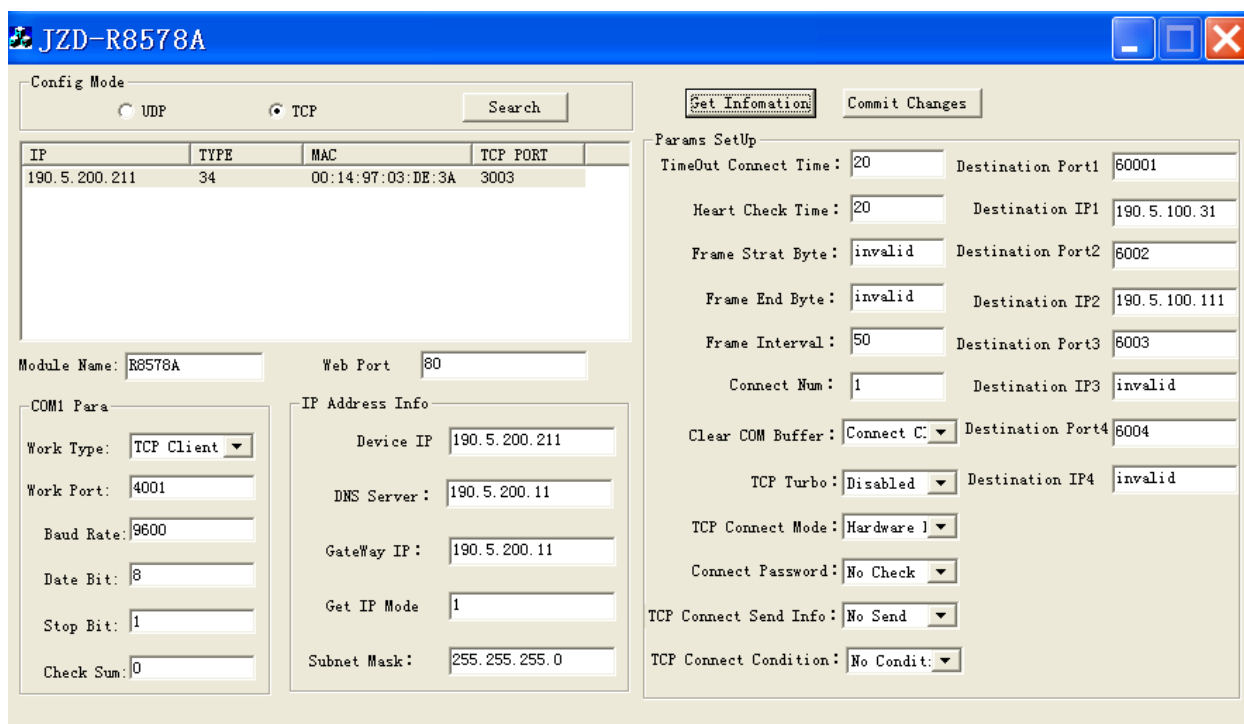 JZD-R8578A
Config Mode
UDP
TCP
Search
IP TYPE MAC TCP PORT
190.5.200.211 34 00:14:97:03:DE:3A 3003
Module Name: R8578A
Web Port 80
COM1 Para
Work Type: TCP Client
Work Port: 4001
Baud Rate: 9600
Date Bit: 8
Stop Bit: 1
Check Sum: 0
IP Address Info
Device IP 190.5.200.211
DNS Server: 190.5.200.11
GateWay IP: 190.5.200.11
Get IP Mode 1
Subnet Mask: 255.255.255.0
Get Infomation
Commit Changes
Params SetUp
TimeOut Connect Time: 20
Heart Check Time: 20
Frame Strat Byte: invalid
Frame End Byte: invalid
Frame Interval: 50
Connect Num: 1
Clear COM Buffer: Connect
TCP Turbo: Disabled
TCP Connect Mode: Hardware
Connect Password: No Check
TCP Connect Send Info: No Send
TCP Connect Condition: No Condit
Destination Port1 60001
Destination IP1 190.5.100.31
Destination Port2 6002
Destination IP2 190.5.100.111
Destination Port3 6003
Destination IP3 invalid
Destination Port4 6004
Destination IP4 invalid